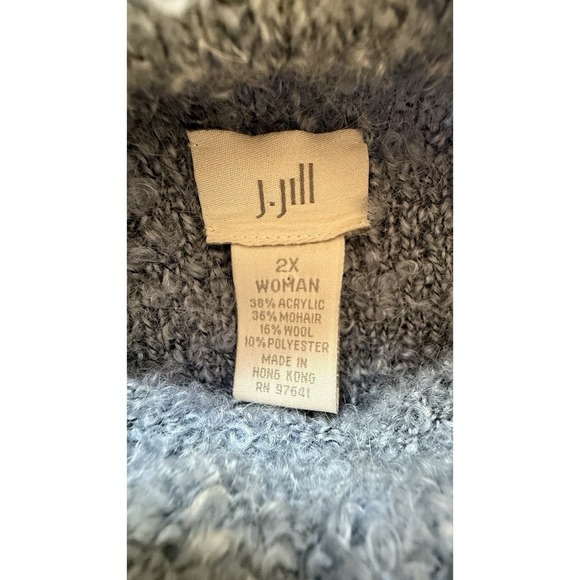 J.Jill
2X
WOMAN
38% ACRYLIC
36% MOHAIR
16% WOOL
10% POLYESTER
MADE IN
HONG KONG
RN 97641